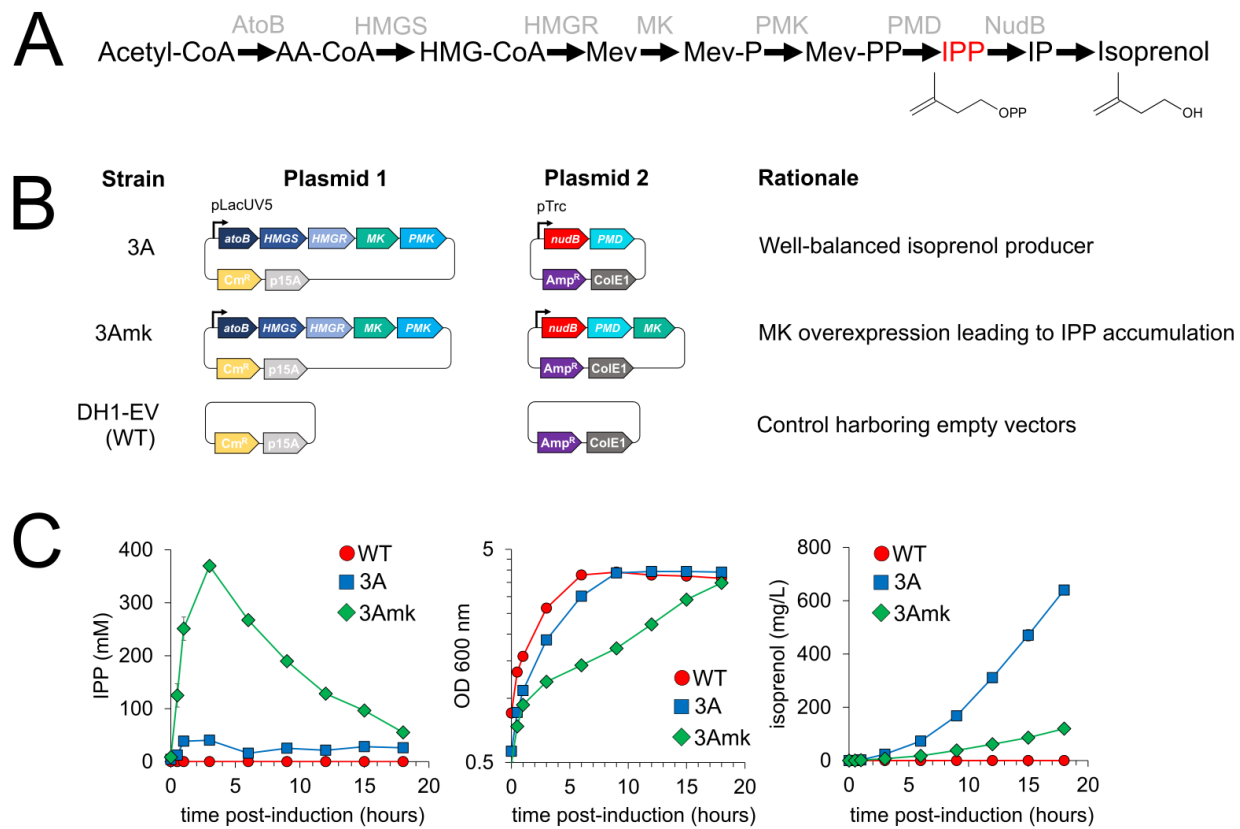 A
AtoB HMGS HMGR MK PMK PMD NudB
Acetyl-CoA AA-CoA HMG-CoA Mev Mev-P Mev-PP IPP IP Isoprenol
OPP OH
B
Strain Plasmid 1 Plasmid 2 Rationale
pLacUV5 pTrc
3A atoB HMGS HMGR MK PMK nudB PMD Well-balanced isoprenol producer
CmR p15A AmpR ColE1
3Amk atoB HMGS HMGR MK PMK nudB PMD MK MK overexpression leading to IPP accumulation
CmR p15A AmpR ColE1
DH1-EV
(WT)
CmR p15A AmpR ColE1 Control harboring empty vectors
C
IPP (mM)
400
300
200
100
0
0 5 10 15 20
time post-induction (hours)
WT
3A
3Amk
OD 600 nm
5
0.5
0 5 10 15 20
time post-induction (hours)
WT
3A
3Amk
isoprenol (mg/L)
800
600
400
200
0
0 5 10 15 20
time post-induction (hours)
WT
3A
3Amk